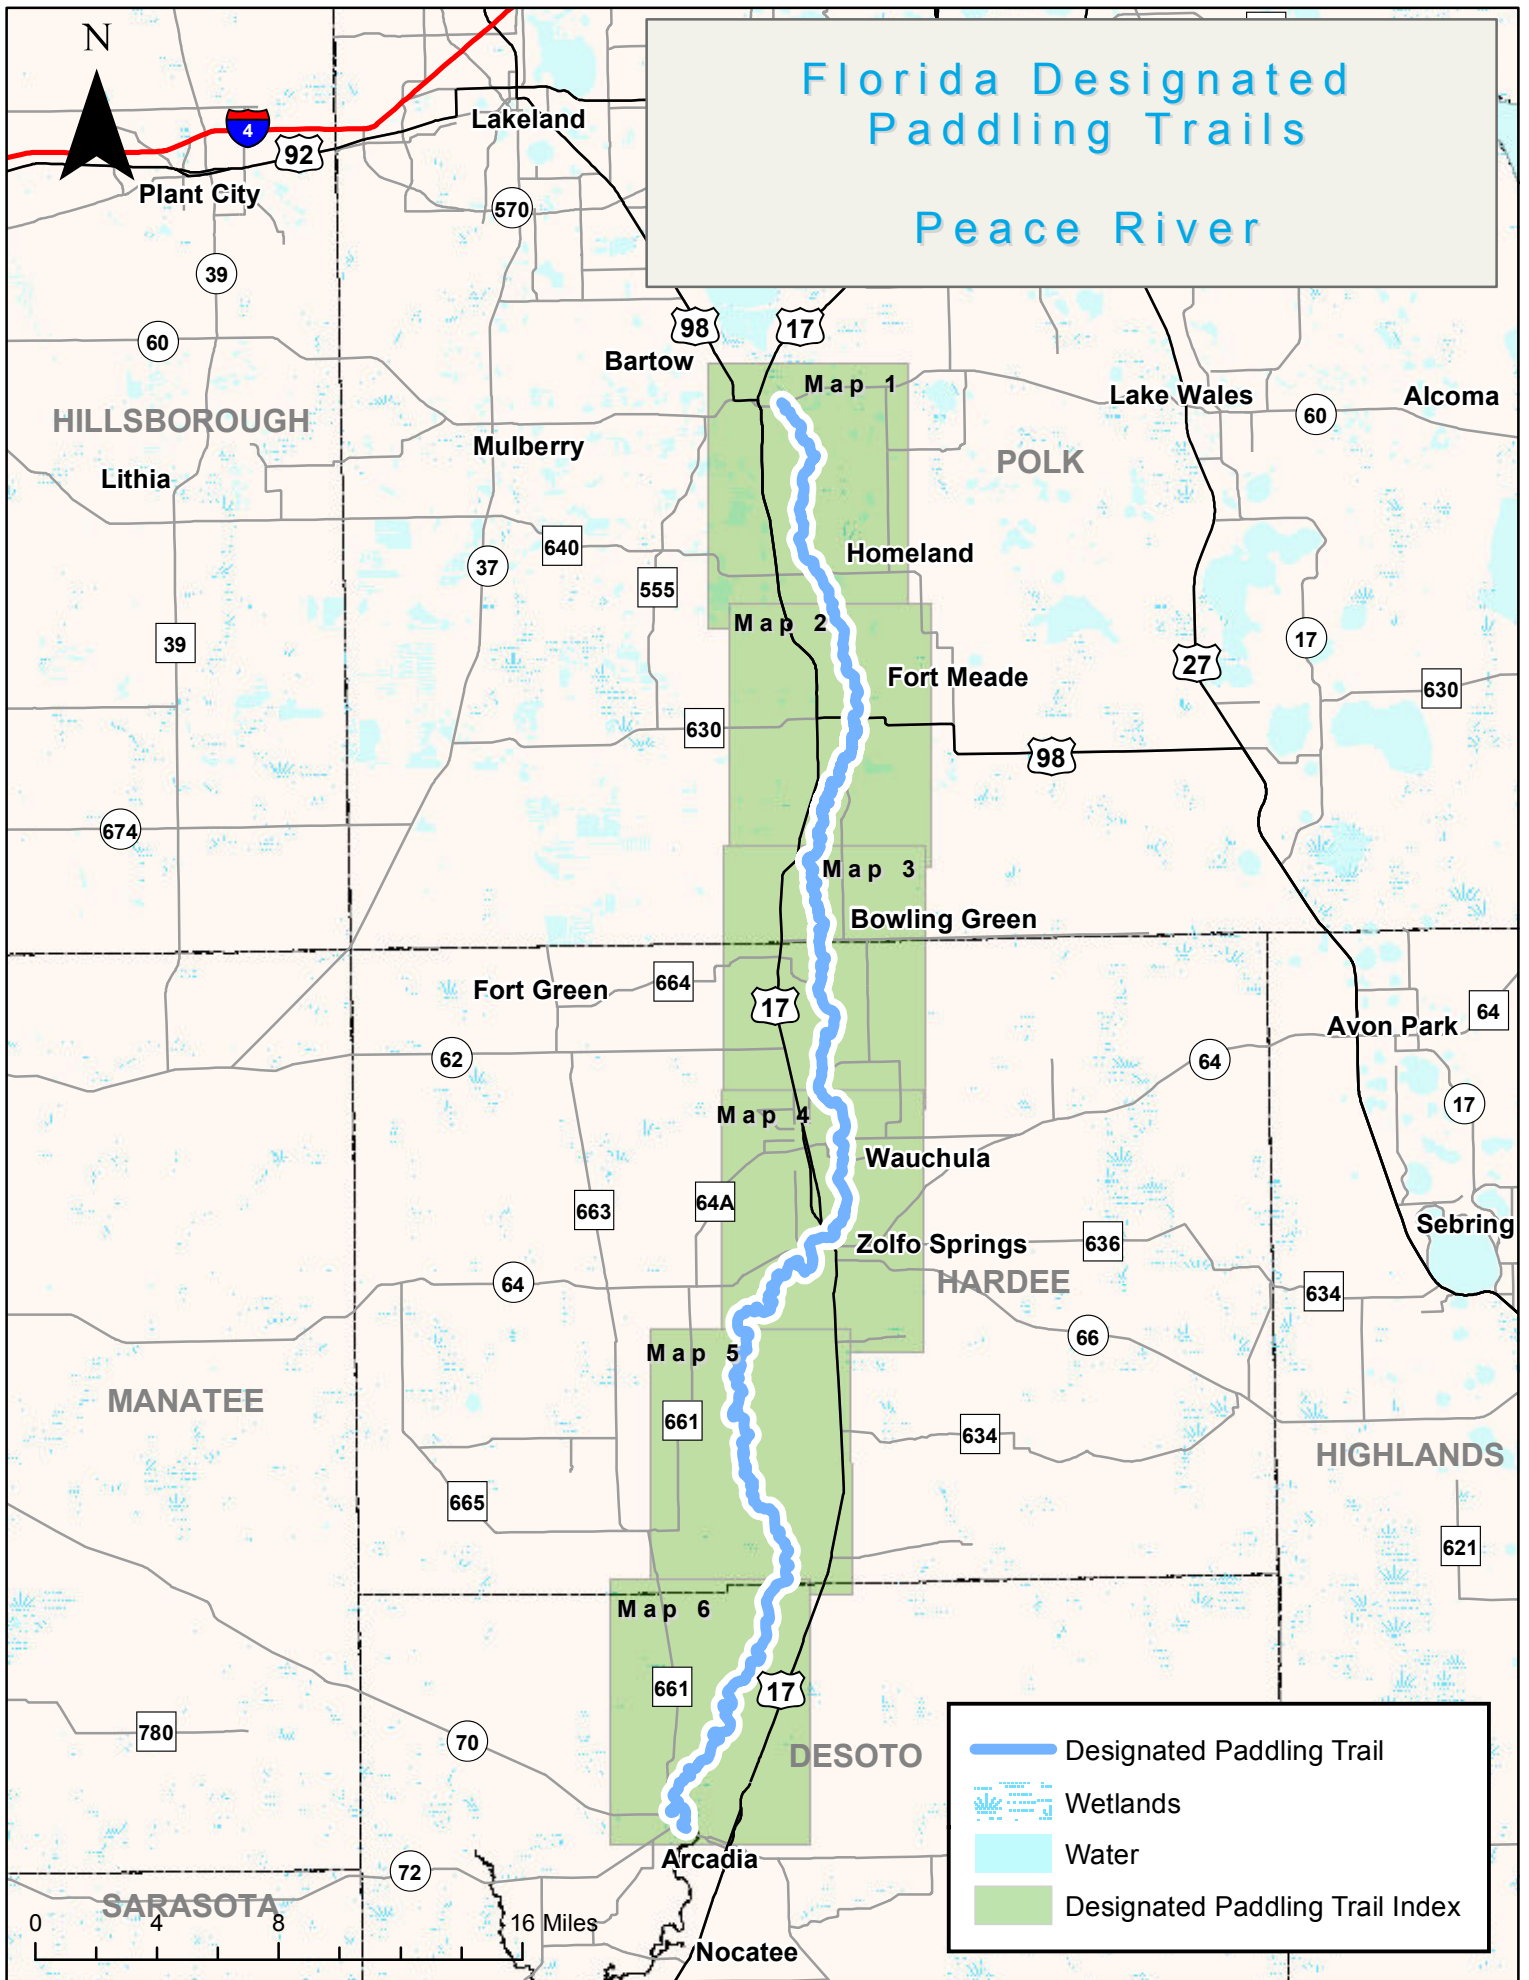 N
Florida Designated
Paddling Trails
Peace River
Lakeland
4
92
Plant City
570
39
98
17
60
Bartow
Map 1
Lake Wales
Alcoma
60
HILLSBOROUGH
Mulberry
POLK
Lithia
640
Homeland
37
555
Map 2
39
17
27
Fort Meade
630
630
98
674
Map 3
Bowling Green
Fort Green
664
17
64
Avon Park
62
64
17
Map 4
Wauchula
64A
663
Sebring
Zolfo Springs
636
64
HARDEE
634
66
Map 5
MANATEE
661
634
HIGHLANDS
665
621
Map 6
661
17
780
70
DESOTO
Designated Paddling Trail
Wetlands
Water
Designated Paddling Trail Index
Arcadia
72
SARASOTA
0 4 8 16 Miles
Nocatee